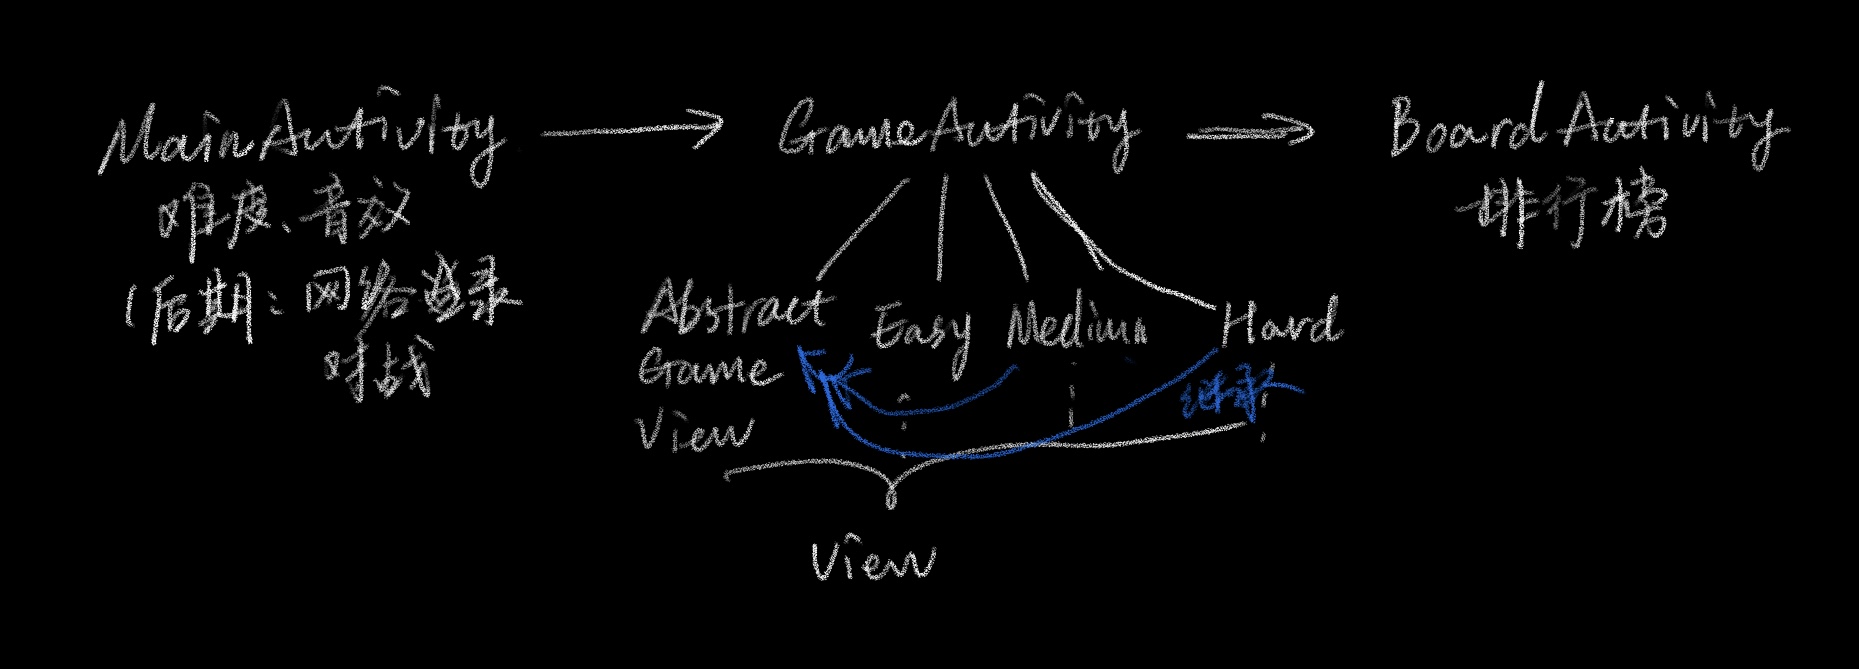 MainActivity
GameActivity
BoardActivity
难度、音效
排行榜
(后期：网络登录
对战
Abstract
Game
View
Easy
Medium
Hard
继承
View